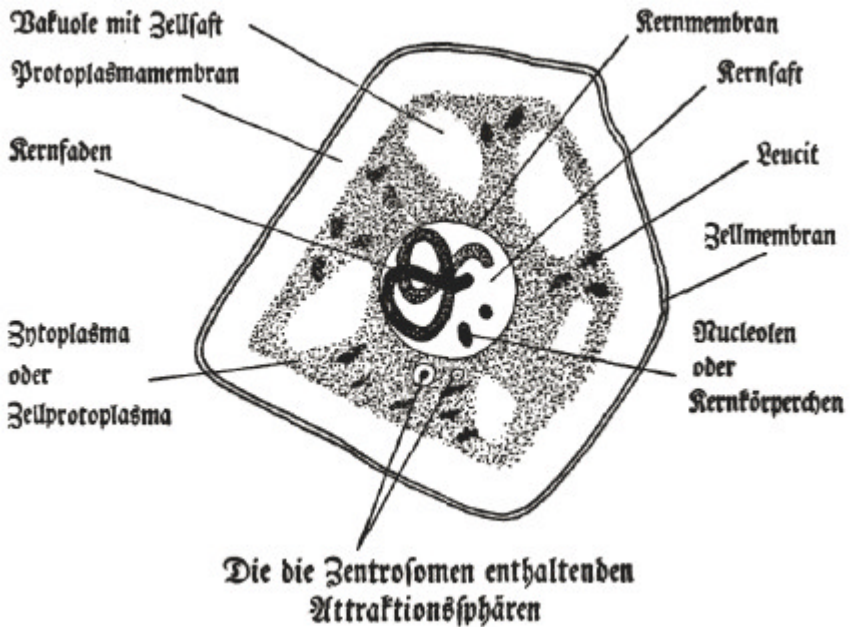 Vakuole mit Zellſaft
Protoplasmamembran
Kernfaden
Zytoplasma
oder
Zellprotoplasma
Kernmembran
Kernſaft
Leucit
Zellmembran
Nucleolen
oder
Kernkörperchen
Die die Zentroſomen enthaltenden
Attraktionsſphären